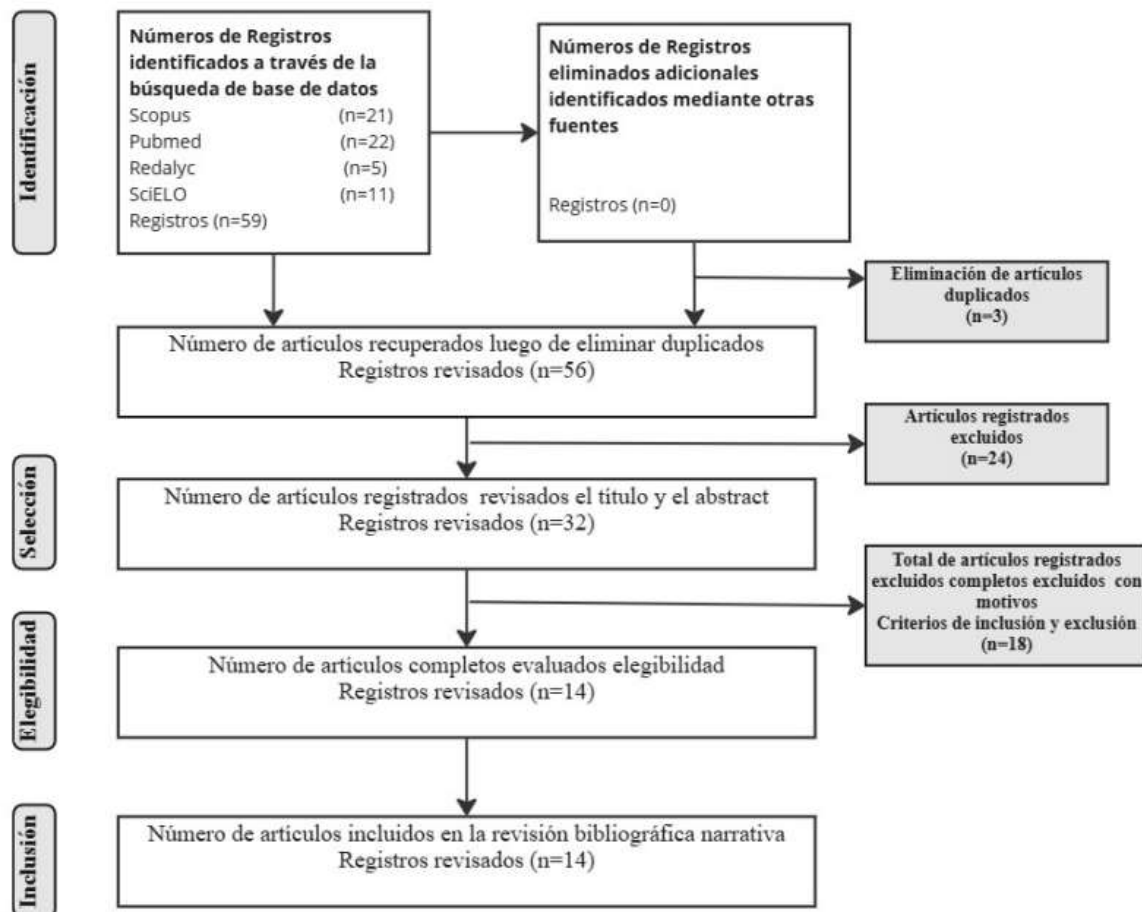 Identificación
Números de Registros
identificados a través de la
búsqueda de base de datos
Scopus (n=21)
Pubmed (n=22)
Redalyc (n=5)
SciELO (n=11)
Registros (n=59)
Números de Registros
eliminados adicionales
identificados mediante otras
fuentes
Registros (n=0)
Eliminación de artículos
duplicados
(n=3)
Número de artículos recuperados luego de eliminar duplicados
Registros revisados (n=56)
Artículos registrados
excluidos
(n=24)
Selección
Número de artículos registrados revisados el título y el abstract
Registros revisados (n=32)
Total de artículos registrados
excluidos completos excluidos con
motivos
Criterios de inclusión y exclusión
(n=18)
Elegibilidad
Número de artículos completos evaluados elegibilidad
Registros revisados (n=14)
Inclusión
Número de artículos incluidos en la revisión bibliográfica narrativa
Registros revisados (n=14)